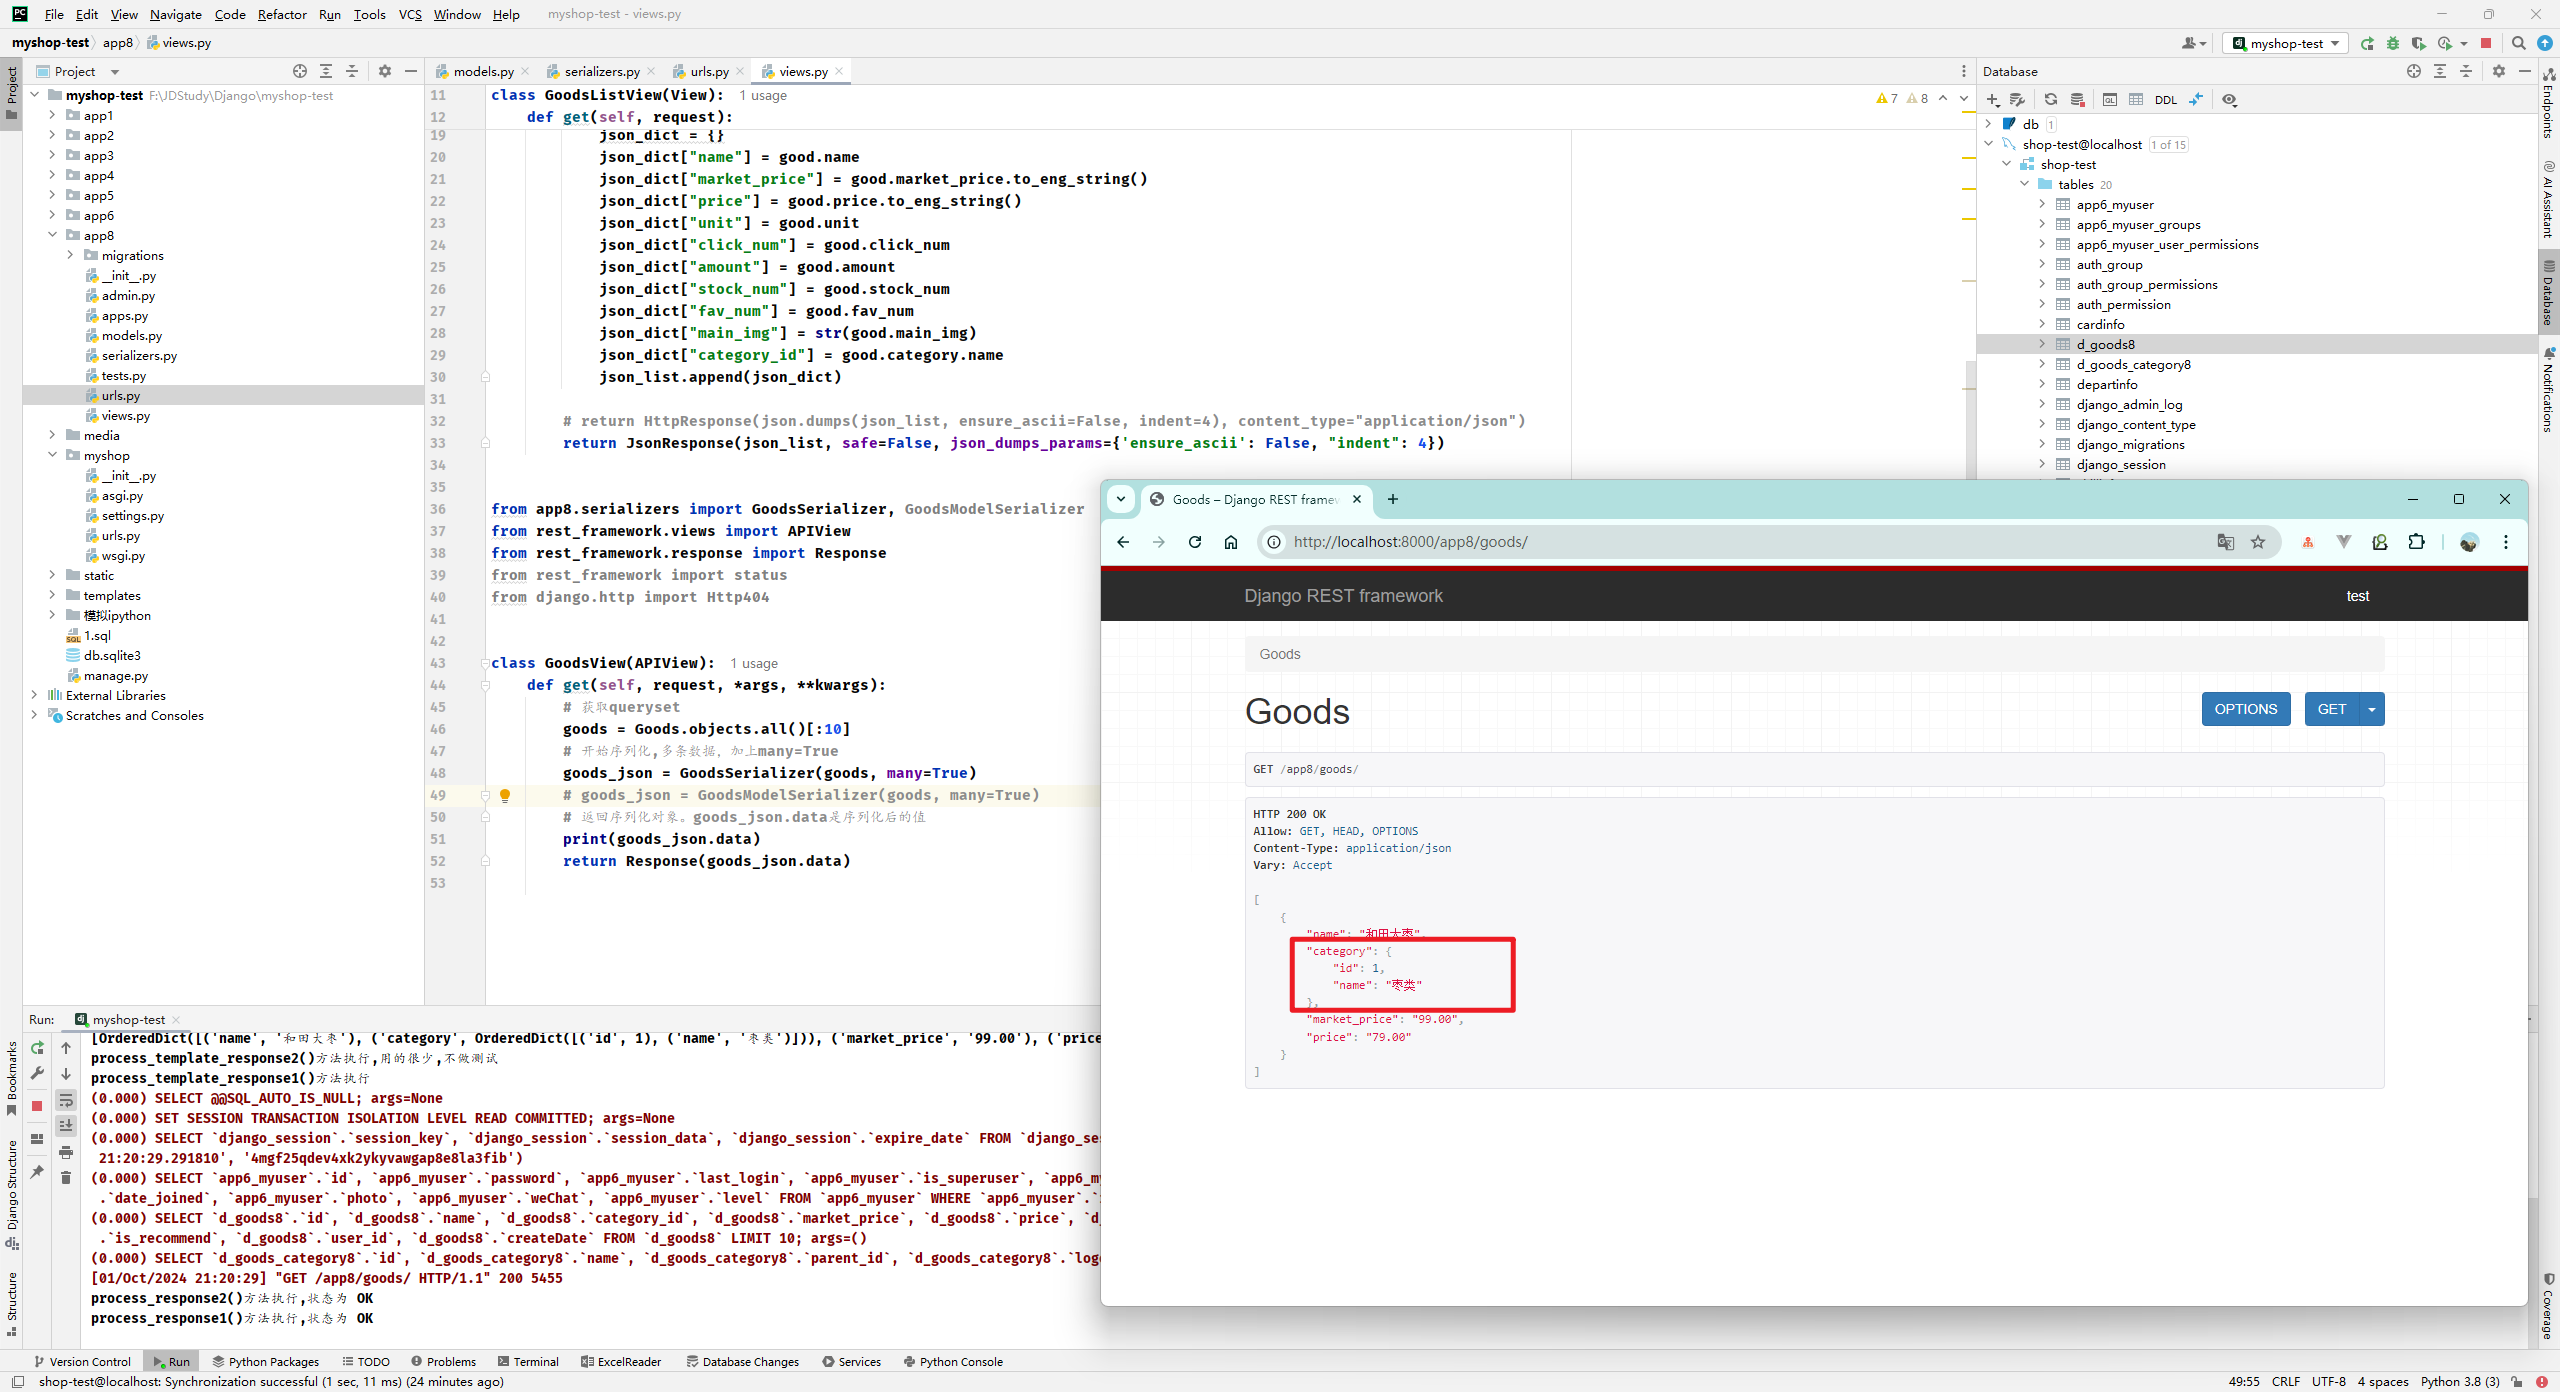 File Edit View Navigate Code Refactor Run Tools VCS Window Help myshop-test - views.py
myshop-test app8 views.py
myshop-test
Project
models.py serializers.py urls.py views.py
Database
myshop-test F:\JDStudy\Django\myshop-test
app1
app2
app3
app4
app5
app6
app8
migrations
__init__.py
admin.py
apps.py
models.py
serializers.py
tests.py
urls.py
views.py
media
myshop
__init__.py
asgi.py
settings.py
urls.py
wsgi.py
static
templates
模拟ipython
1.sql
db.sqlite3
manage.py
External Libraries
Scratches and Consoles
11 class GoodsListView(View): 1 usage
7 8
12 def get(self, request):
19 json_dict = {}
20 json_dict["name"] = good.name
21 json_dict["market_price"] = good.market_price.to_eng_string()
22 json_dict["price"] = good.price.to_eng_string()
23 json_dict["unit"] = good.unit
24 json_dict["click_num"] = good.click_num
25 json_dict["amount"] = good.amount
26 json_dict["stock_num"] = good.stock_num
27 json_dict["fav_num"] = good.fav_num
28 json_dict["main_img"] = str(good.main_img)
29 json_dict["category_id"] = good.category.name
30 json_list.append(json_dict)
31
32 # return HttpResponse(json.dumps(json_list, ensure_ascii=False, indent=4), content_type="application/json")
33 return JsonResponse(json_list, safe=False, json_dumps_params={'ensure_ascii': False, "indent": 4})
34
35
36 from app8.serializers import GoodsSerializer, GoodsModelSerializer
37 from rest_framework.views import APIView
38 from rest_framework.response import Response
39 from rest_framework import status
40 from django.http import Http404
41
42
43 class GoodsView(APIView): 1 usage
44 def get(self, request, *args, **kwargs):
45 # 获取queryset
46 goods = Goods.objects.all()[:10]
47 # 开始序列化,多条数据, 加上many=True
48 goods_json = GoodsSerializer(goods, many=True)
49 # goods_json = GoodsModelSerializer(goods, many=True)
50 # 返回序列化对象。goods_json.data是序列化后的值
51 print(goods_json.data)
52 return Response(goods_json.data)
53
DDL
db 1
shop-test@localhost 1 of 15
shop-test
tables 20
app6_myuser
app6_myuser_groups
app6_myuser_user_permissions
auth_group
auth_group_permissions
auth_permission
cardinfo
d_goods8
d_goods_category8
departinfo
django_admin_log
django_content_type
django_migrations
django_session
Endpoints
AI Assistant
Database
Notifications
Coverage
Project
Bookmarks
Django Structure
Structure
Goods – Django REST frame
http://localhost:8000/app8/goods/
Django REST framework test
Goods
Goods
OPTIONS GET
GET /app8/goods/
HTTP 200 OK
Allow: GET, HEAD, OPTIONS
Content-Type: application/json
Vary: Accept
[
{
"name": "和田大枣",
"category": {
"id": 1,
"name": "枣类"
},
"market_price": "99.00",
"price": "79.00"
}
]
Run: myshop-test
[OrderedDict([('name', '和田大枣'), ('category', OrderedDict([('id', 1), ('name', '枣类')])), ('market_price', '99.00'), ('price
process_template_response2()方法执行,用的很少,不做测试
process_template_response1()方法执行
(0.000) SELECT @@SQL_AUTO_IS_NULL; args=None
(0.000) SET SESSION TRANSACTION ISOLATION LEVEL READ COMMITTED; args=None
(0.000) SELECT `django_session`.`session_key`, `django_session`.`session_data`, `django_session`.`expire_date` FROM `django_ses
21:20:29.291810', '4mgf25qdev4xk2ykyvawgap8e8la3fib')
(0.000) SELECT `app6_myuser`.`id`, `app6_myuser`.`password`, `app6_myuser`.`last_login`, `app6_myuser`.`is_superuser`, `app6_my
.`date_joined`, `app6_myuser`.`photo`, `app6_myuser`.`weChat`, `app6_myuser`.`level` FROM `app6_myuser` WHERE `app6_myuser`.`
(0.000) SELECT `d_goods8`.`id`, `d_goods8`.`name`, `d_goods8`.`category_id`, `d_goods8`.`market_price`, `d_goods8`.`price`, `d_
.`is_recommend`, `d_goods8`.`user_id`, `d_goods8`.`createDate` FROM `d_goods8` LIMIT 10; args=()
(0.000) SELECT `d_goods_category8`.`id`, `d_goods_category8`.`name`, `d_goods_category8`.`parent_id`, `d_goods_category8`.`logo
[01/Oct/2024 21:20:29] "GET /app8/goods/ HTTP/1.1" 200 5455
process_response2()方法执行,状态为 OK
process_response1()方法执行,状态为 OK
Version Control Run Python Packages TODO Problems Terminal ExcelReader Database Changes Services Python Console
shop-test@localhost: Synchronization successful (1 sec, 11 ms) (24 minutes ago)
49:55 CRLF UTF-8 4 spaces Python 3.8 (3)